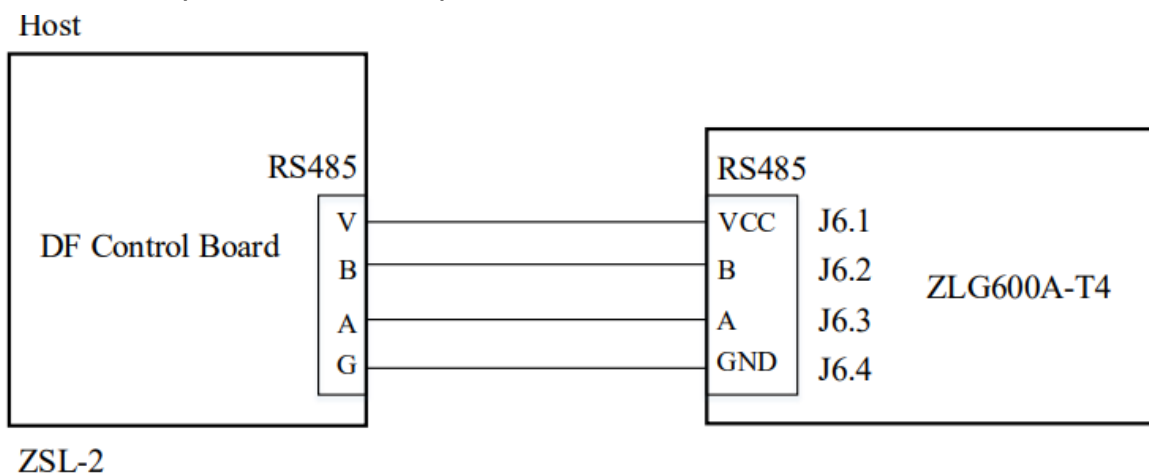 Host
RS485
DF Control Board
V
B
A
G
ZSL-2
RS485
VCC J6.1
B J6.2
A J6.3
GND J6.4
ZLG600A-T4